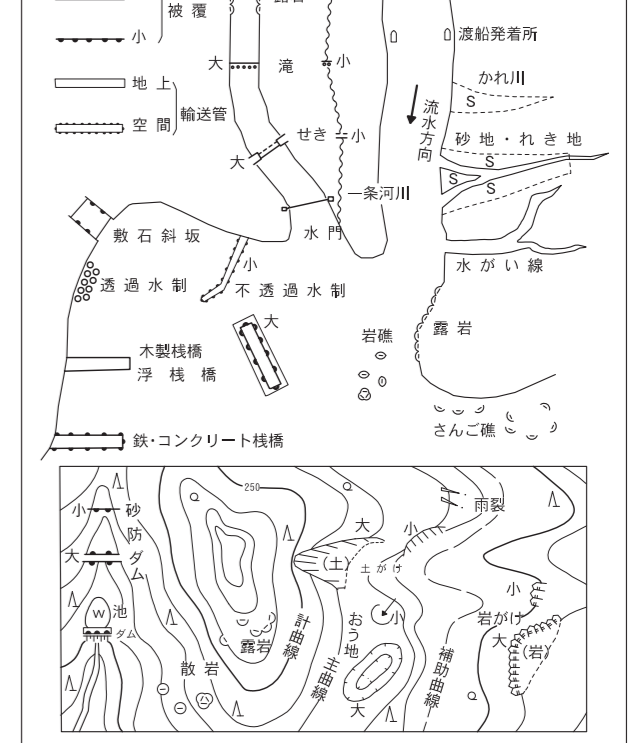 被覆
小
露岩
地上
空間
輸送管
大
滝
小
大
せき
小
流水方向
渡船発着所
かれ川
S
砂地・れき地
S
S
S
一条河川
水がい線
水門
敷石斜坂
透過水制
小
不透過水制
大
木製桟橋
浮桟橋
鉄・コンクリート桟橋
岩礁
露岩
さんご礁
小
砂防ダム
大
W
池
ダム
250
散岩
露岩
計曲線
主曲線
大
(土)
土がけ
小
おう地
小
大
補助曲線
雨裂
小
岩がけ
大
(岩)